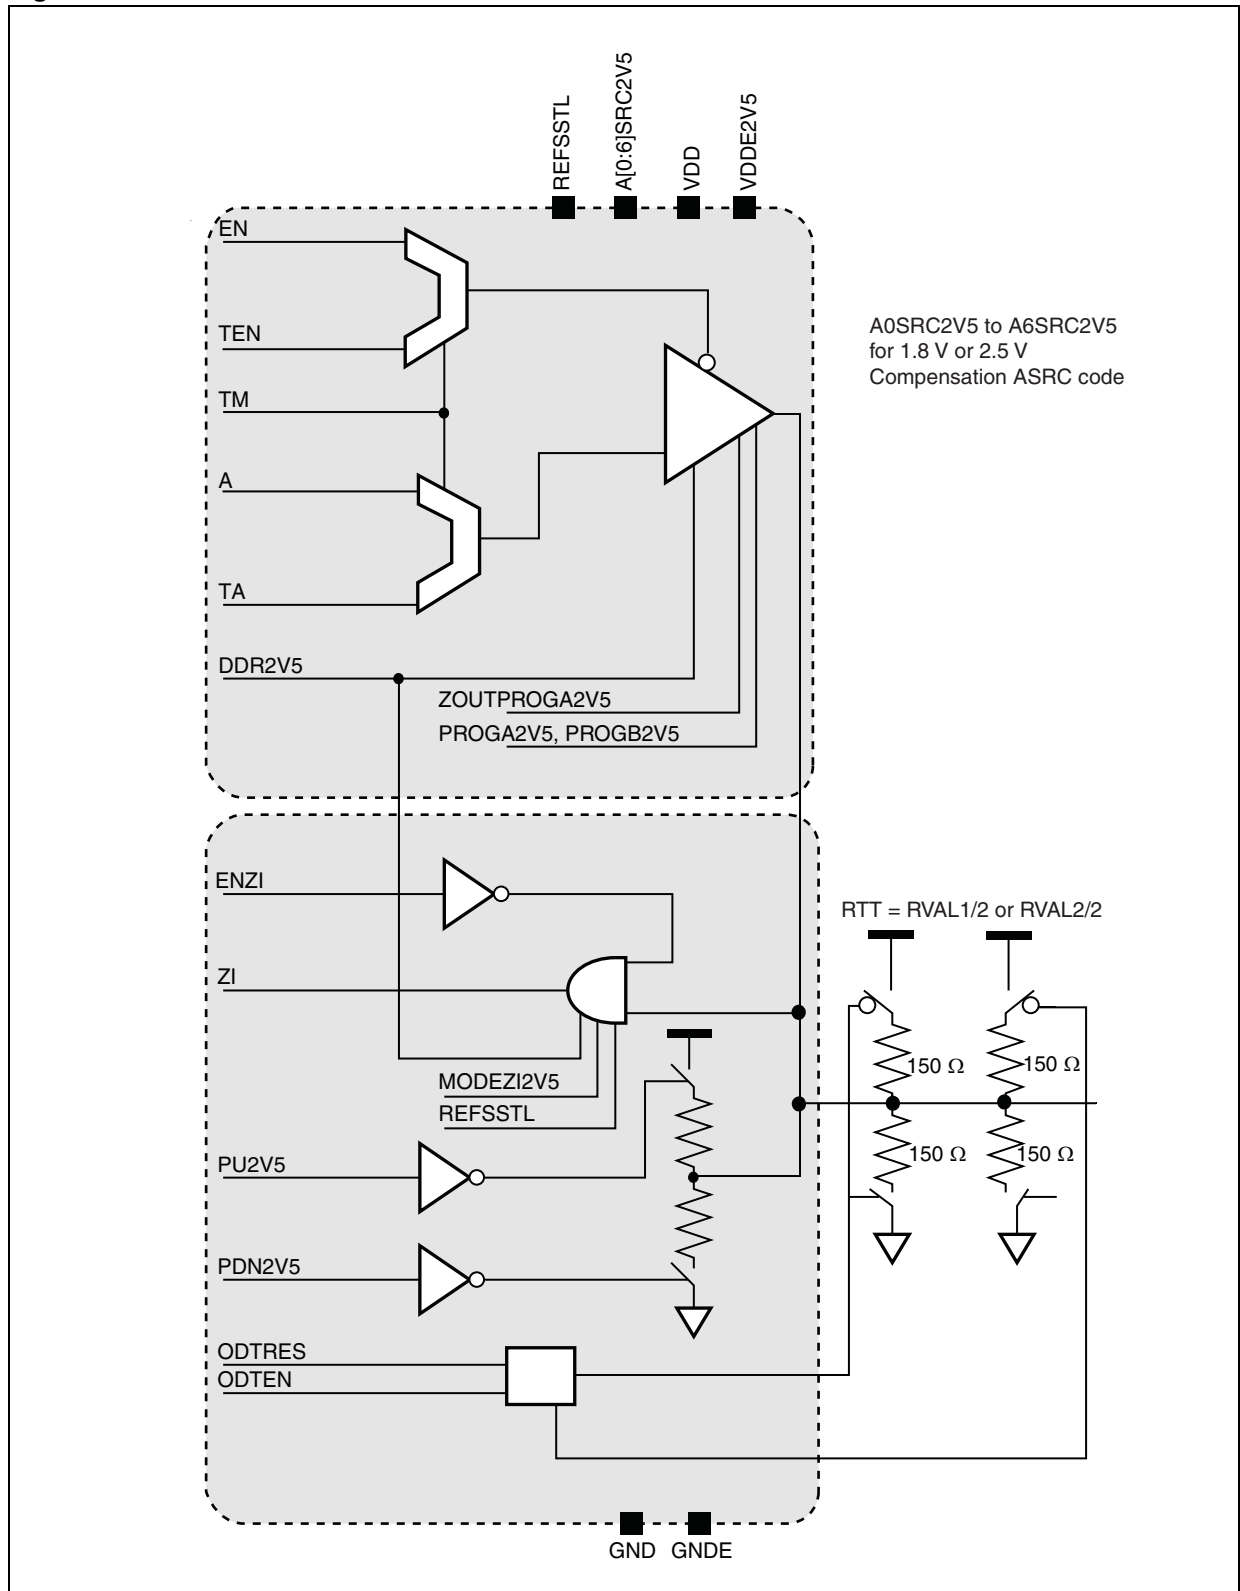 REFSSTL
A[0:6]SRC2V5
VDD
VDDE2V5
EN
TEN
TM
A
TA
DDR2V5
ZOUTPROGA2V5
PROGA2V5, PROGB2V5
A0SRC2V5 to A6SRC2V5
for 1.8 V or 2.5 V
Compensation ASRC code
ENZI
ZI
MODEZI2V5
REFSSTL
PU2V5
PDN2V5
ODTRES
ODTEN
RTT = RVAL1/2 or RVAL2/2
150 Ω
150 Ω
150 Ω
150 Ω
GND
GNDE